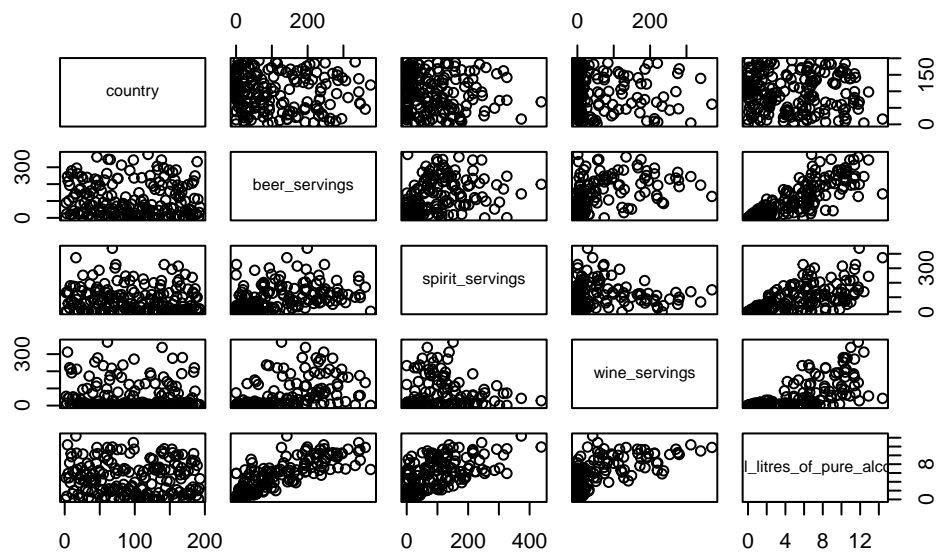 0 200 0 200
country
0 150
0 300
beer_servings
spirit_servings
0 300
0 300
wine_servings
l_litres_of_pure_alco
0 8
0 100 200 0 200 400 0 4 8 12